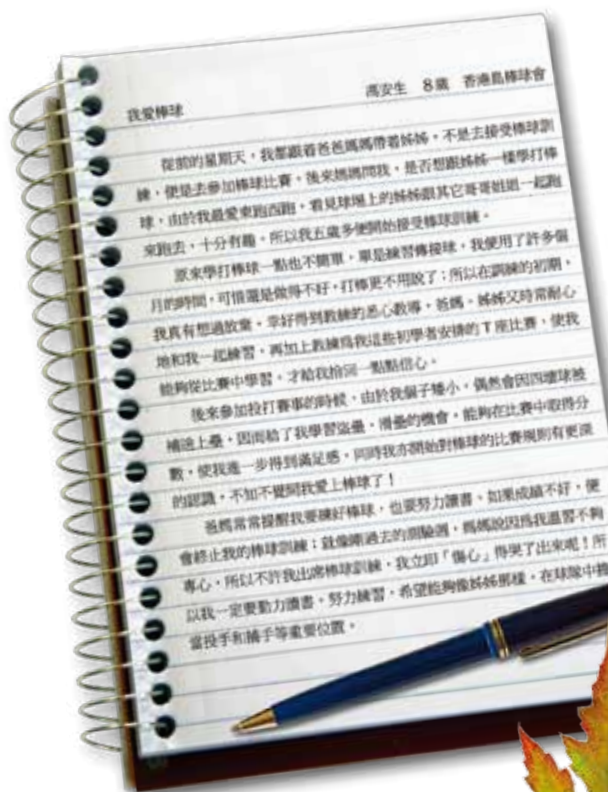 我愛棒球 馮安生 8歲 香港島棒球會
從前的星期天，我都跟着爸爸媽媽帶着姊姊，不是去接受棒球訓
練，便是去參加棒球比賽。後來媽媽問我，是否想跟姊姊一樣學打棒
球，由於我最愛東跑西跑，看見球場上的姊姊跟其它哥哥姐姐一起跑
來跑去，十分有趣，所以我五歲多便開始接受棒球訓練。
原來學打棒球一點也不簡單，單是練習傳接球，我便用了許多個
月的時間，可惜還是做得不好，打棒更不用說了；所以在訓練的初期，
我真有想過放棄。幸好得到教練的悉心教導，爸媽、姊姊又時常耐心
地和我一起練習，再加上教練為我這些初學者安排的T座比賽，使我
能夠從比賽中學習，才給我拾回一點點信心。
後來參加投打賽事的時候，由於我個子矮小，偶然會因四壞球被
補送上壘，因而給了我學習盜壘、滑壘的機會，能夠在比賽中取得分
數，使我進一步得到滿足感，同時我亦開始對棒球的比賽規則有更深
的認識，不知不覺間我愛上棒球了！
爸媽常常提醒我要練好棒球，也要努力讀書，如果成績不好，便
會終止我的棒球訓練；就像剛過去的測驗週，媽媽說因為我溫習不夠
專心，所以不許我出席棒球訓練，我立即「傷心」得哭了出來呢！所
以我一定要勤力讀書，努力練習，希望能夠像姊姊那樣，在球隊中擔
當投手和捕手等重要位置。